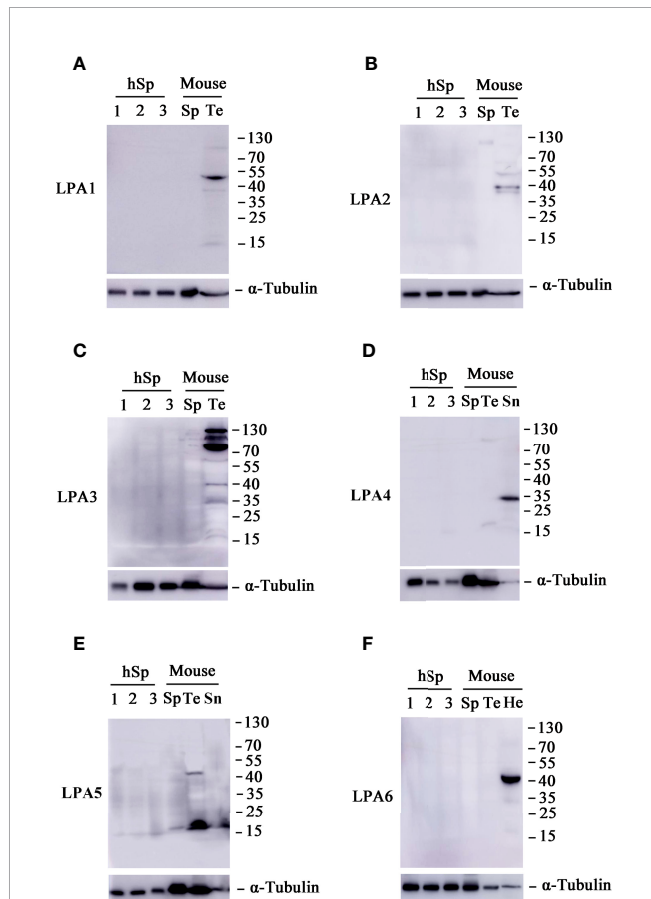 A
hSp Mouse
1 2 3 Sp Te
LPA1
-130
-70
-55
-40
-35
-25
-15
- α-Tubulin
B
hSp Mouse
1 2 3 Sp Te
LPA2
-130
-70
-55
-40
-35
-25
-15
- α-Tubulin
C
hSp Mouse
1 2 3 Sp Te
LPA3
-130
-70
-55
-40
-35
-25
-15
- α-Tubulin
D
hSp Mouse
1 2 3 Sp Te Sn
LPA4
-130
-70
-55
-40
-35
-25
-15
- α-Tubulin
E
hSp Mouse
1 2 3 Sp Te Sn
LPA5
-130
-70
-55
-40
-35
-25
-15
- α-Tubulin
F
hSp Mouse
1 2 3 Sp Te He
LPA6
-130
-70
-55
-40
-35
-25
-15
- α-Tubulin